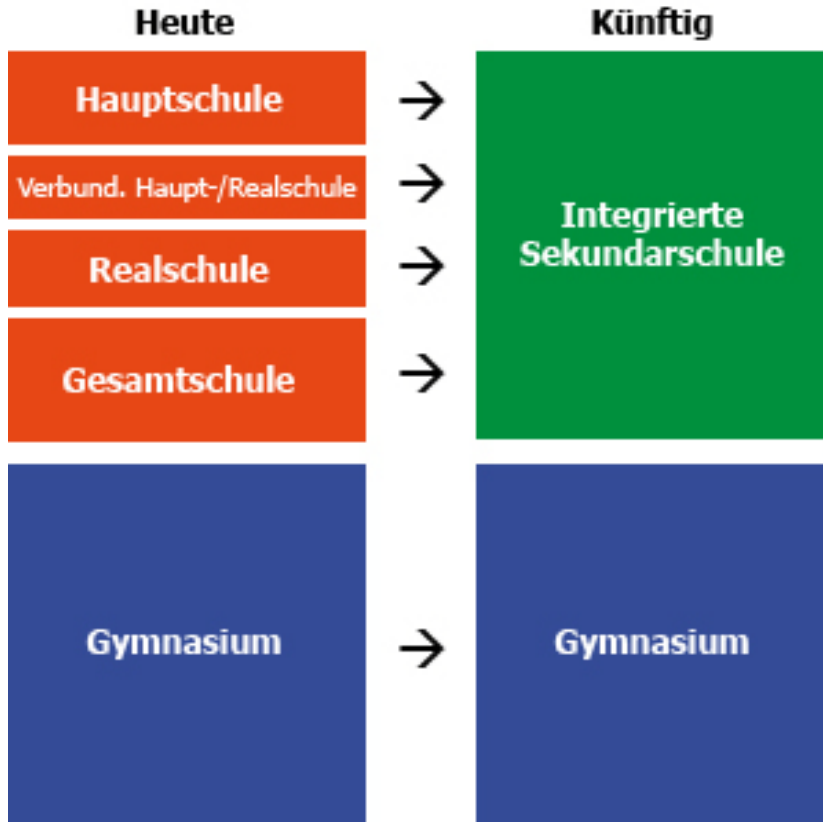 Heute
Künftig
Hauptschule
→
Verbund. Haupt-/Realschule
→
Realschule
→
Gesamtschule
→
Integrierte
Sekundarschule
Gymnasium
→
Gymnasium